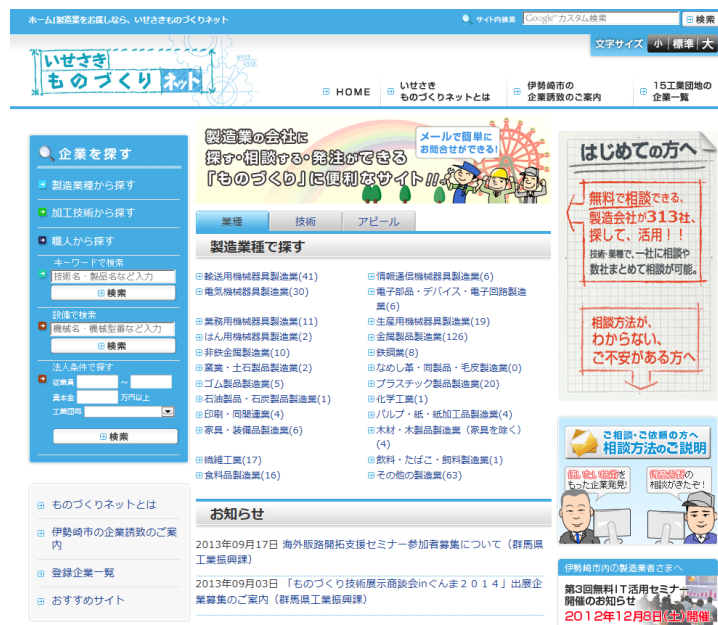 ホーム|製造業をお探しなら、いせさきものづくりネット
サイト内検索
Google カスタム検索
検索
文字サイズ 小 標準 大
いせさき
ものづくり ネット
HOME
いせさき
ものづくりネットとは
伊勢崎市の
企業誘致のご案内
15工業団地の
企業一覧
企業を探す
製造業種から探す
加工技術から探す
職人から探す
キーワードで検索
技術名・製品名など入力
検索
設備で検索
機械名・機械型番など入力
検索
法人条件で探す
従業員 ～
資本金 万円以上
工業団地
検索
ものづくりネットとは
伊勢崎市の企業誘致のご案
内
登録企業一覧
おすすめサイト
製造業の会社に
探す・相談する・発注ができる
「ものづくり」に便利なサイト!!
メールで簡単に
お問合せができる!
業種 技術 アピール
製造業種で探す
輸送用機械器具製造業(41)
情報通信機械器具製造業(6)
電気機械器具製造業(30)
電子部品・デバイス・電子回路製造
業(6)
業務用機械器具製造業(11)
生産用機械器具製造業(19)
はん用機械器具製造業(2)
金属製品製造業(126)
非鉄金属製造業(10)
鉄鋼業(8)
窯業・土石製品製造業(2)
なめし革・同製品・毛皮製造業(0)
ゴム製品製造業(5)
プラスチック製品製造業(20)
石油製品・石炭製品製造業(1)
化学工業(1)
印刷・同関連業(4)
パルプ・紙・紙加工品製造業(4)
家具・装備品製造業(6)
木材・木製品製造業（家具を除く）
(4)
繊維工業(17)
飲料・たばこ・飼料製造業(1)
食料品製造業(16)
その他の製造業(63)
お知らせ
2013年09月17日 海外販路開拓支援セミナー参加者募集について（群馬県
工業振興課）
2013年09月03日 「ものづくり技術展示商談会inぐんま２０１４」出展企
業募集のご案内（群馬県工業振興課）
はじめての方へ
無料で相談できる、
製造会社が313社、
探して、活用！！
技術・業種で、一社に相談や
数社まとめて相談が可能。
相談方法が、
わからない、
ご不安がある方へ
ご相談・ご依頼の方へ
相談方法のご説明
使いたい技術を
もった企業発見!
得意分野の
相談がきたぞ!
伊勢崎市内の製造業者さまへ
第3回無料ＩＴ活用セミナー
開催のお知らせ
2012年12月8日(土)開催